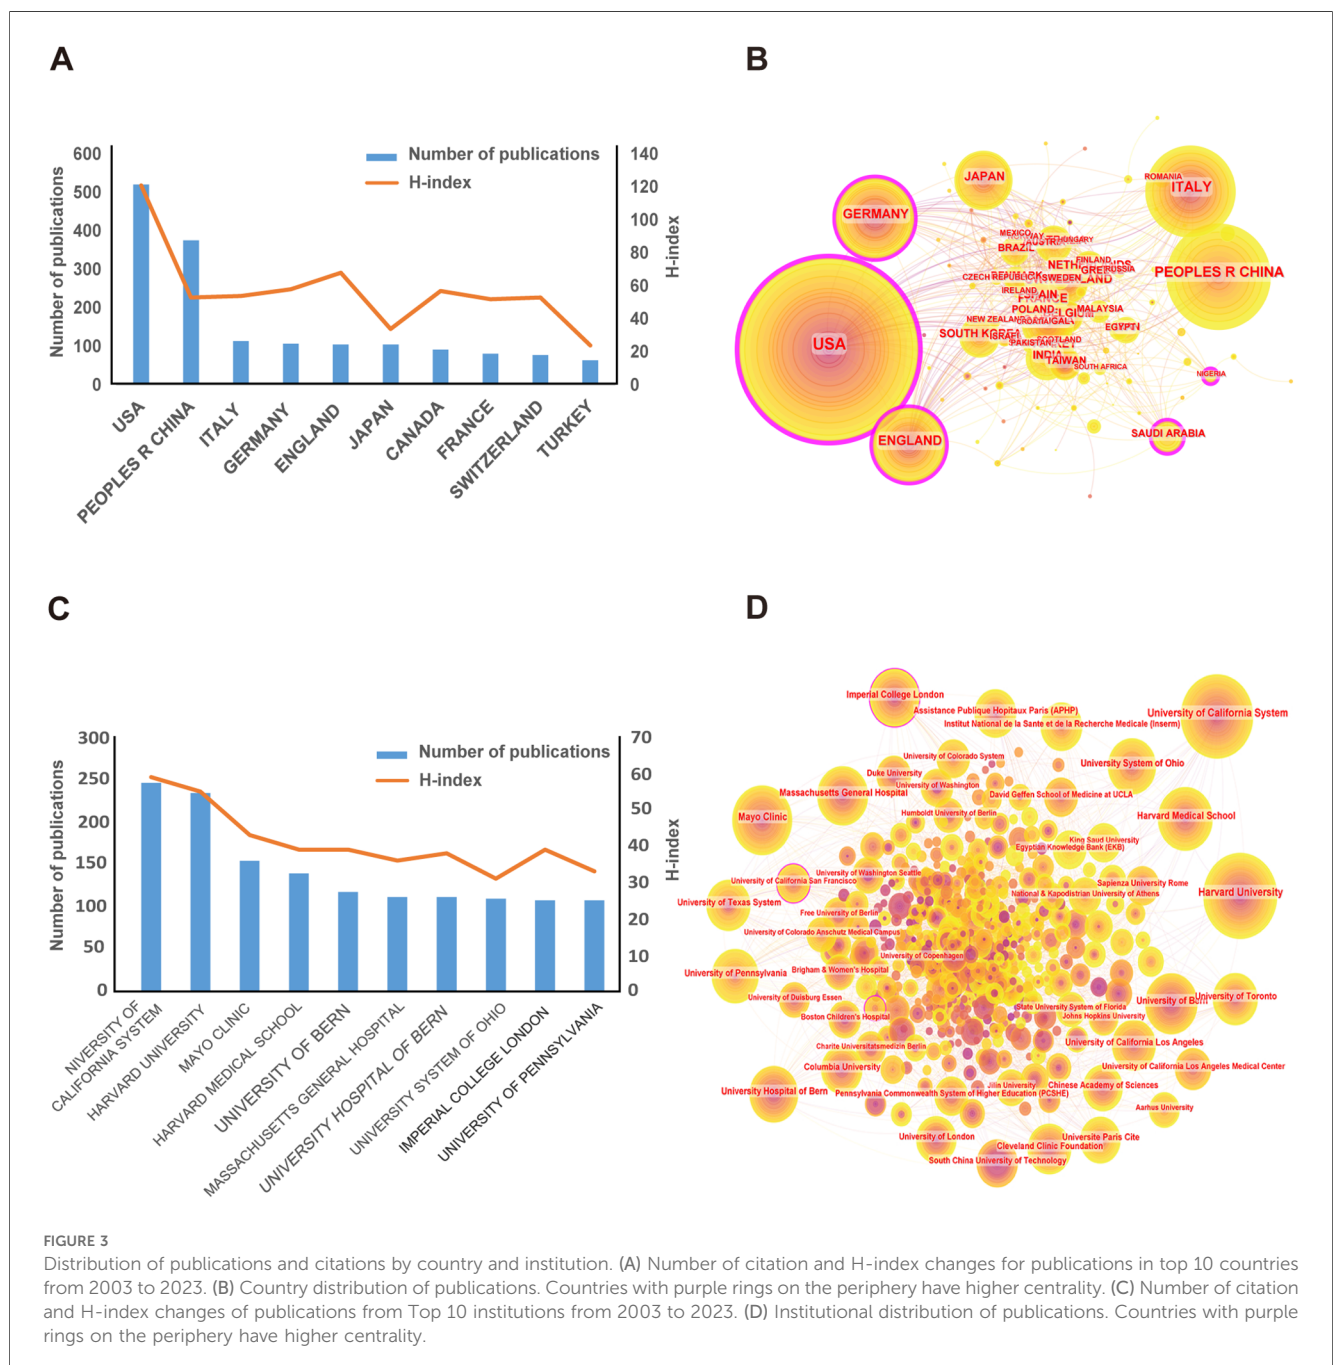 A
Number of publications
H-index
600
500
400
300
200
100
0
140
120
100
80
60
40
20
0
Number of publications
H-index
USA
PEOPLES R CHINA
ITALY
GERMANY
ENGLAND
JAPAN
CANADA
FRANCE
SWITZERLAND
TURKEY
B
JAPAN
ROMANIA
ITALY
GERMANY
MEXICO
HUNGARY
BRAZIL
FINLAND
RUSSIA
PEOPLES R CHINA
CZECH REPUBLIC
SWEDEN
IRELAND
SPAIN
FRANCE
POLAND
MALAYSIA
NEW ZEALAND
EGYPT
SOUTH KOREA
ISRAEL
SCOTLAND
PAKISTAN
USA
INDIA
TAIWAN
SOUTH AFRICA
NIGERIA
ENGLAND
SAUDI ARABIA
C
Number of publications
H-index
300
250
200
150
100
50
0
70
60
50
40
30
20
10
0
Number of publications
H-index
NIVERSITY OF
CALIFORNIA SYSTEM
HARVARD UNIVERSITY
MAYO CLINIC
HARVARD MEDICAL SCHOOL
UNIVERSITY OF BERN
MASSACHUSETTS GENERAL HOSPITAL
UNIVERSITY HOSPITAL OF BERN
UNIVERSITY SYSTEM OF OHIO
IMPERIAL COLLEGE LONDON
UNIVERSITY OF PENNSYLVANIA
D
Imperial College London
Assistance Publique Hopitaux Paris (APHP)
University of California System
Institut National de la Sante et de la Recherche Medicale (Inserm)
University of Colorado System
University System of Ohio
Duke University
University of Washington
Massachusetts General Hospital
David Geffen School of Medicine at UCLA
Mayo Clinic
Humboldt University of Berlin
Harvard Medical School
King Saud University
Egyptian Knowledge Bank (EKB)
University of Washington Seattle
University of California San Francisco
Sapienza University Rome
National & Kapodistrian University of Athens
Harvard University
University of Texas System
Free University of Berlin
University of Colorado Anschutz Medical Campus
University of Copenhagen
University of Pennsylvania
Brigham & Women's Hospital
University of Duisburg Essen
University of Bern
University of Toronto
State University System of Florida
Boston Children's Hospital
Johns Hopkins University
Charite Universitatsmedizin Berlin
University of California Los Angeles
Columbia University
University of California Los Angeles Medical Center
Jilin University
Chinese Academy of Sciences
University Hospital of Bern
Pennsylvania Commonwealth System of Higher Education (PCSHE)
Aarhus University
University of London
Universite Paris Cite
Cleveland Clinic Foundation
South China University of Technology
FIGURE 3
Distribution of publications and citations by country and institution. (A) Number of citation and H-index changes for publications in top 10 countries
from 2003 to 2023. (B) Country distribution of publications. Countries with purple rings on the periphery have higher centrality. (C) Number of citation
and H-index changes of publications from Top 10 institutions from 2003 to 2023. (D) Institutional distribution of publications. Countries with purple
rings on the periphery have higher centrality.